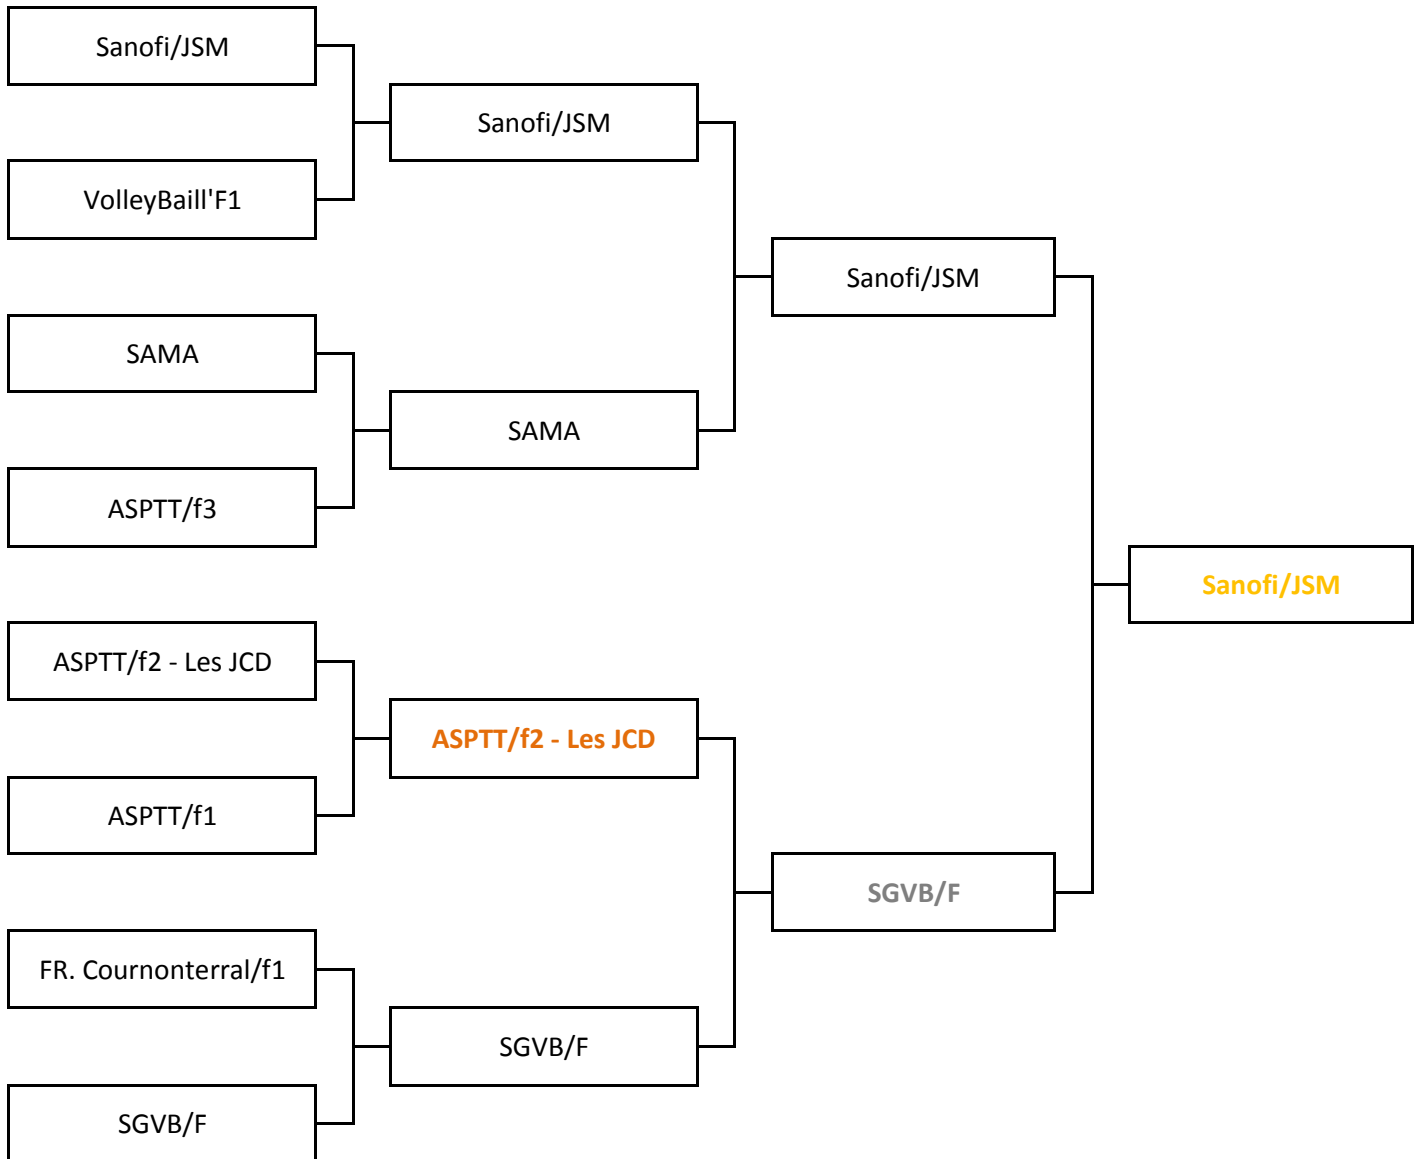 Sanofi/JSM
VolleyBaill'F1
SAMA
ASPTT/f3
ASPTT/f2 - Les JCD
ASPTT/f1
FR. Cournonterral/f1
SGVB/F
Sanofi/JSM
SAMA
ASPTT/f2 - Les JCD
SGVB/F
Sanofi/JSM
SGVB/F
Sanofi/JSM